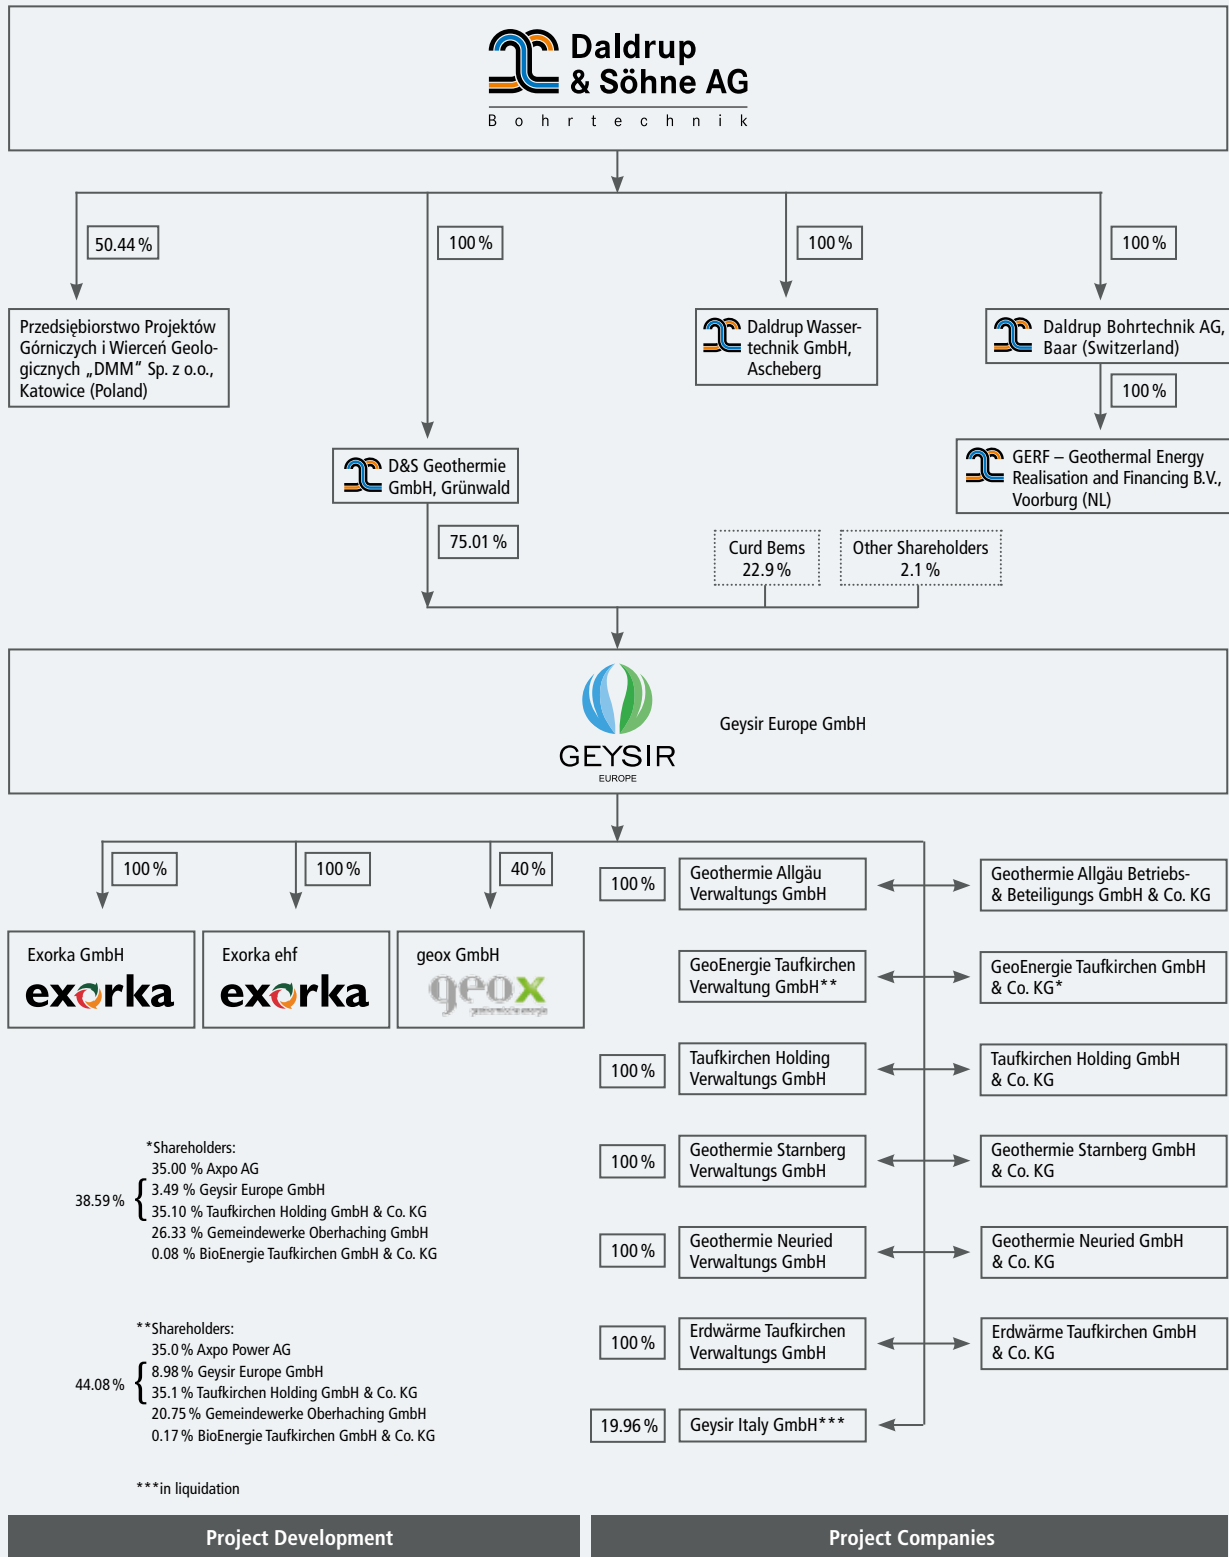 Daldrup
& Söhne AG
Bohrtechnik
50.44 %
100 %
100 %
100 %
Przedsiębiorstwo Projektów
Górniczych i Wierceń Geolo-
gicznych „DMM” Sp. z o.o.,
Katowice (Poland)
Daldrup Wasser-
technik GmbH,
Ascheberg
Daldrup Bohrtechnik AG,
Baar (Switzerland)
100 %
D&S Geothermie
GmbH, Grünwald
GERF – Geothermal Energy
Realisation and Financing B.V.,
Voorburg (NL)
75.01 %
Curd Bems
22.9 %
Other Shareholders
2.1 %
GEYSIR
EUROPE
Geysir Europe GmbH
100 %
100 %
40 %
Exorka GmbH
exorka
Exorka ehf
exorka
geox GmbH
geox
100 %
Geothermie Allgäu
Verwaltungs GmbH
Geothermie Allgäu Betriebs-
& Beteiligungs GmbH & Co. KG
GeoEnergie Taufkirchen
Verwaltung GmbH**
GeoEnergie Taufkirchen GmbH
& Co. KG*
100 %
Taufkirchen Holding
Verwaltungs GmbH
Taufkirchen Holding GmbH
& Co. KG
100 %
Geothermie Starnberg
Verwaltungs GmbH
Geothermie Starnberg GmbH
& Co. KG
100 %
Geothermie Neuried
Verwaltungs GmbH
Geothermie Neuried GmbH
& Co. KG
100 %
Erdwärme Taufkirchen
Verwaltungs GmbH
Erdwärme Taufkirchen GmbH
& Co. KG
19.96 %
Geysir Italy GmbH***
*Shareholders:
35.00 % Axpo AG
38.59 % { 3.49 % Geysir Europe GmbH
35.10 % Taufkirchen Holding GmbH & Co. KG
26.33 % Gemeindewerke Oberhaching GmbH
0.08 % BioEnergie Taufkirchen GmbH & Co. KG
**Shareholders:
35.0 % Axpo Power AG
44.08 % { 8.98 % Geysir Europe GmbH
35.1 % Taufkirchen Holding GmbH & Co. KG
20.75 % Gemeindewerke Oberhaching GmbH
0.17 % BioEnergie Taufkirchen GmbH & Co. KG
***in liquidation
Project Development
Project Companies